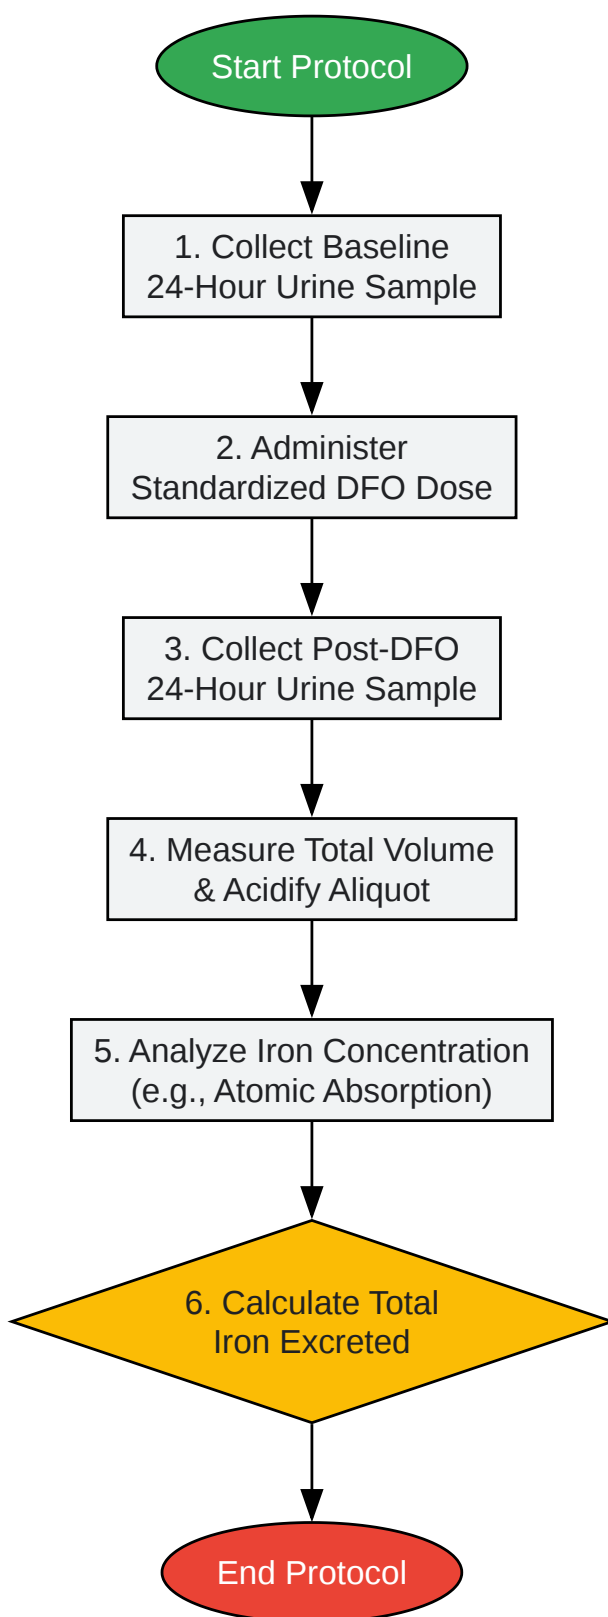 Start Protocol
1. Collect Baseline
24-Hour Urine Sample
2. Administer
Standardized DFO Dose
3. Collect Post-DFO
24-Hour Urine Sample
4. Measure Total Volume
& Acidify Aliquot
5. Analyze Iron Concentration
(e.g., Atomic Absorption)
6. Calculate Total
Iron Excreted
End Protocol